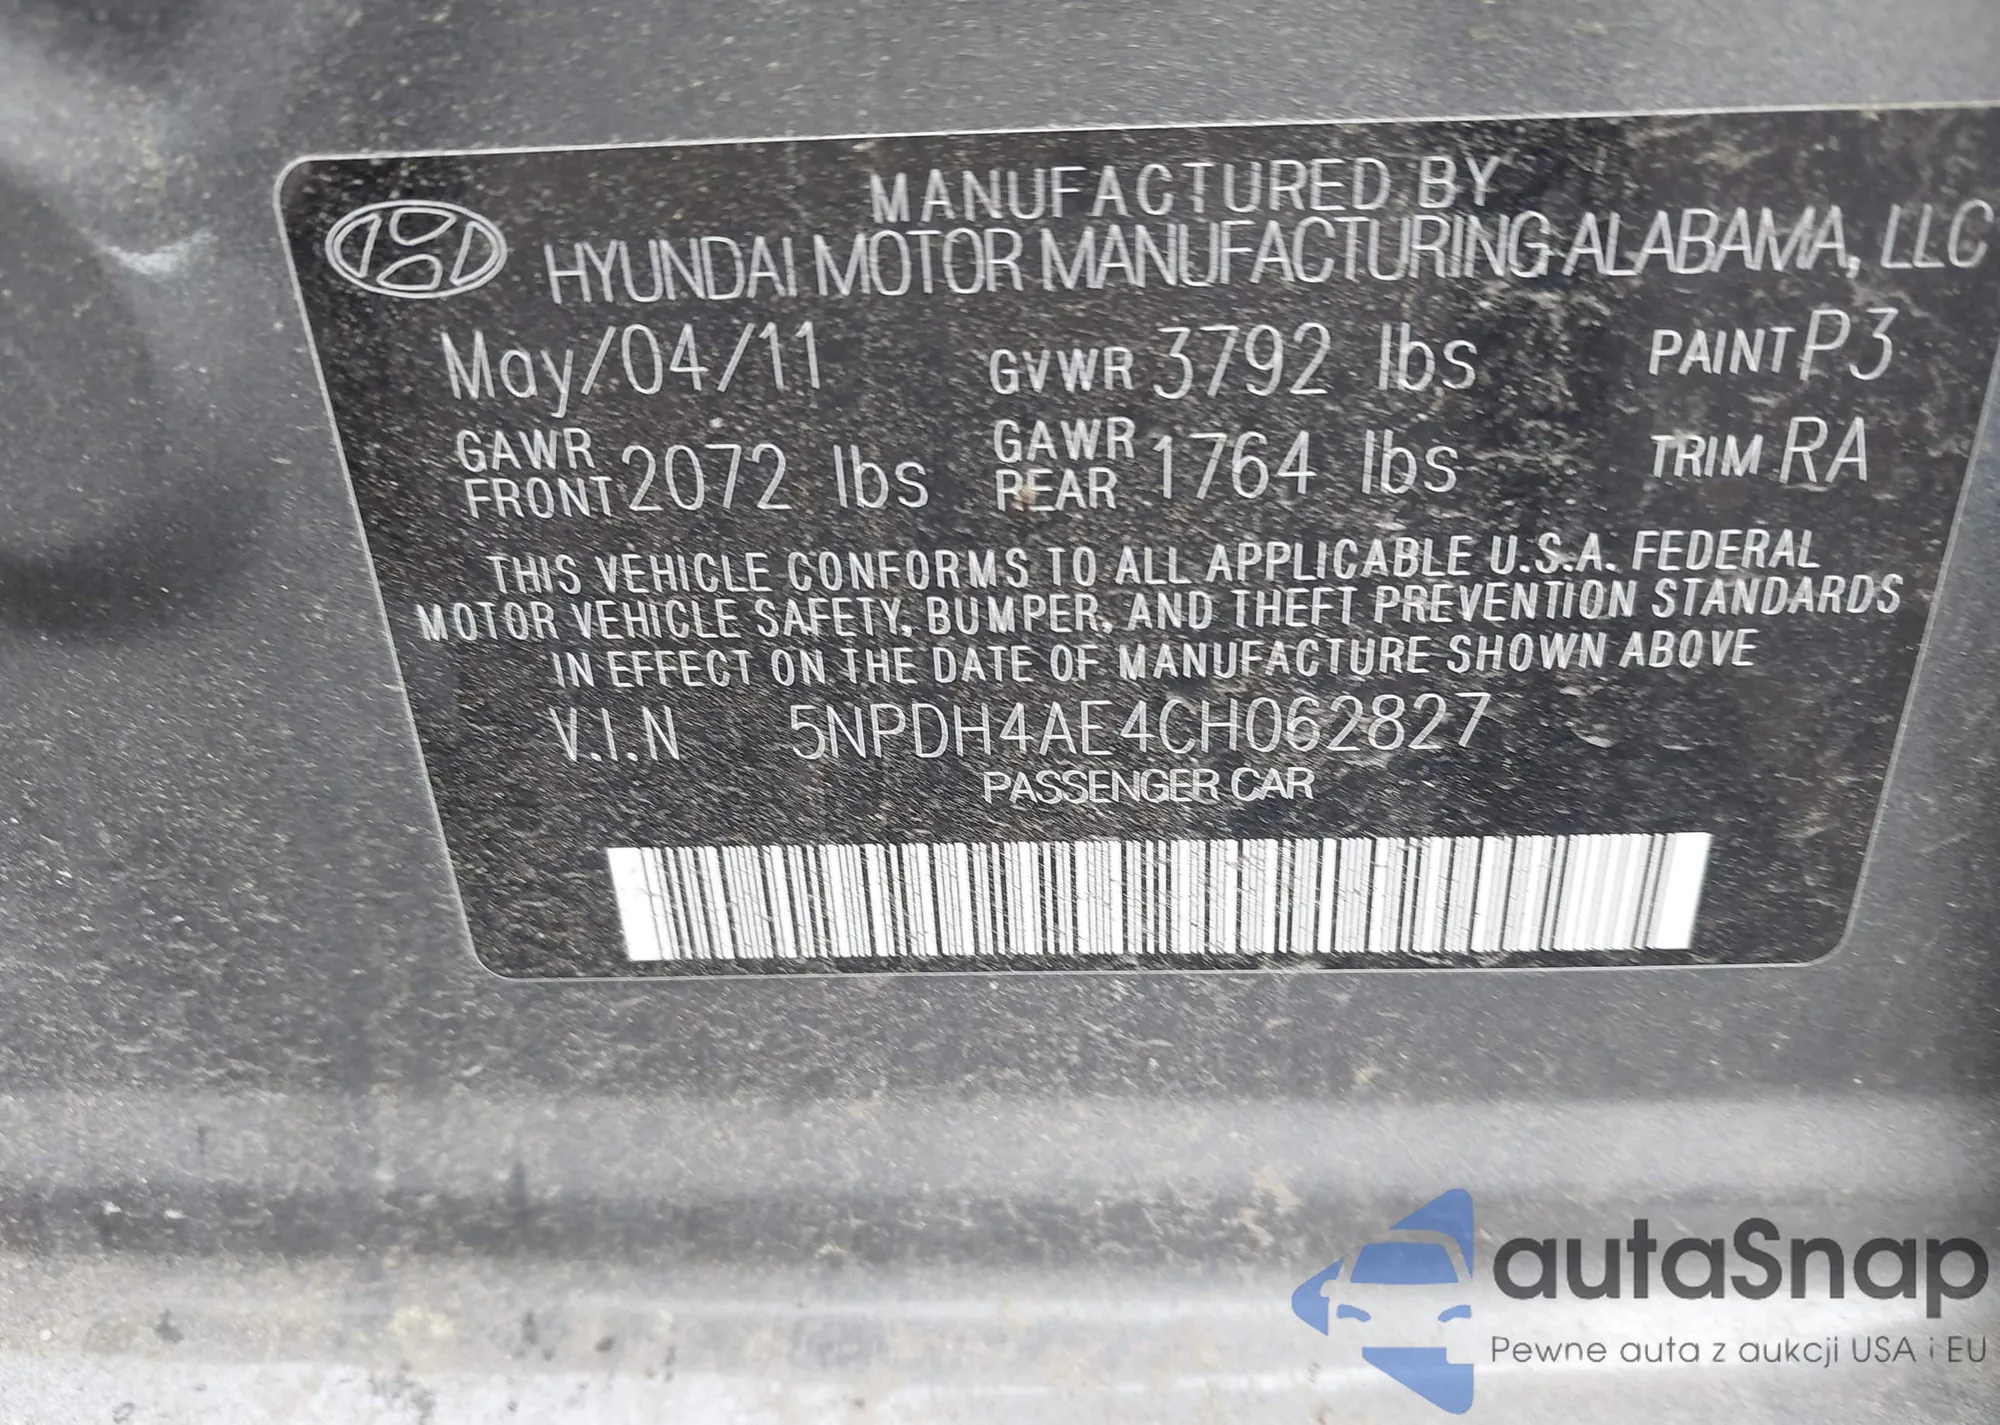 MANUFACTURED BY
HYUNDAI MOTOR MANUFACTURING ALABAMA, LLC
May/04/11 GVWR 3792 lbs PAINT P3
GAWR FRONT 2072 lbs GAWR REAR 1764 lbs TRIM RA
THIS VEHICLE CONFORMS TO ALL APPLICABLE U.S.A. FEDERAL
MOTOR VEHICLE SAFETY, BUMPER, AND THEFT PREVENTION STANDARDS
IN EFFECT ON THE DATE OF MANUFACTURE SHOWN ABOVE
V.I.N 5NPDH4AE4CH062827
PASSENGER CAR
autaSnap
Pewne auta z aukcji USA i EU